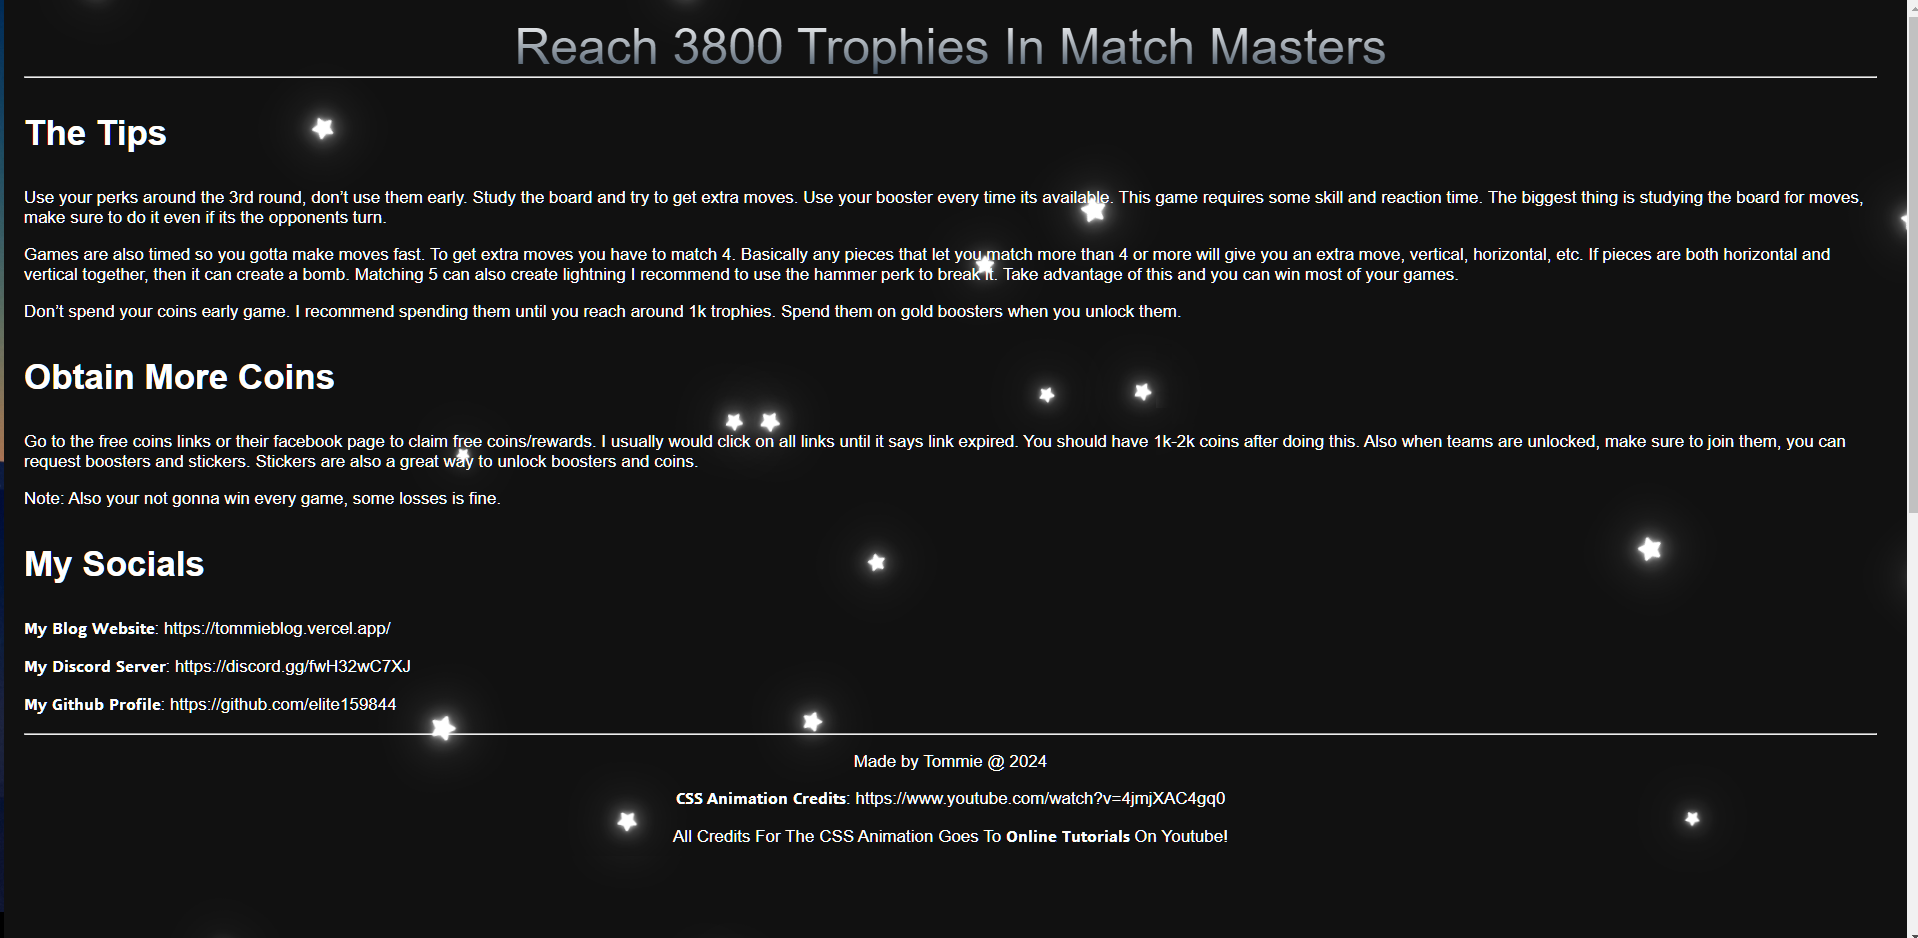 Reach 3800 Trophies In Match Masters
The Tips
Use your perks around the 3rd round, don’t use them early. Study the board and try to get extra moves. Use your booster every time its available. This game requires some skill and reaction time. The biggest thing is studying the board for moves,
make sure to do it even if its the opponents turn.
Games are also timed so you gotta make moves fast. To get extra moves you have to match 4. Basically any pieces that let you match more than 4 or more will give you an extra move, vertical, horizontal, etc. If pieces are both horizontal and
vertical together, then it can create a bomb. Matching 5 can also create lightning I recommend to use the hammer perk to break it. Take advantage of this and you can win most of your games.
Don’t spend your coins early game. I recommend spending them until you reach around 1k trophies. Spend them on gold boosters when you unlock them.
Obtain More Coins
Go to the free coins links or their facebook page to claim free coins/rewards. I usually would click on all links until it says link expired. You should have 1k-2k coins after doing this. Also when teams are unlocked, make sure to join them, you can
request boosters and stickers. Stickers are also a great way to unlock boosters and coins.
Note: Also your not gonna win every game, some losses is fine.
My Socials
My Blog Website: https://tommieblog.vercel.app/
My Discord Server: https://discord.gg/fwH32wC7XJ
My Github Profile: https://github.com/elite159844
Made by Tommie @ 2024
CSS Animation Credits: https://www.youtube.com/watch?v=4jmjXAC4gq0
All Credits For The CSS Animation Goes To Online Tutorials On Youtube!